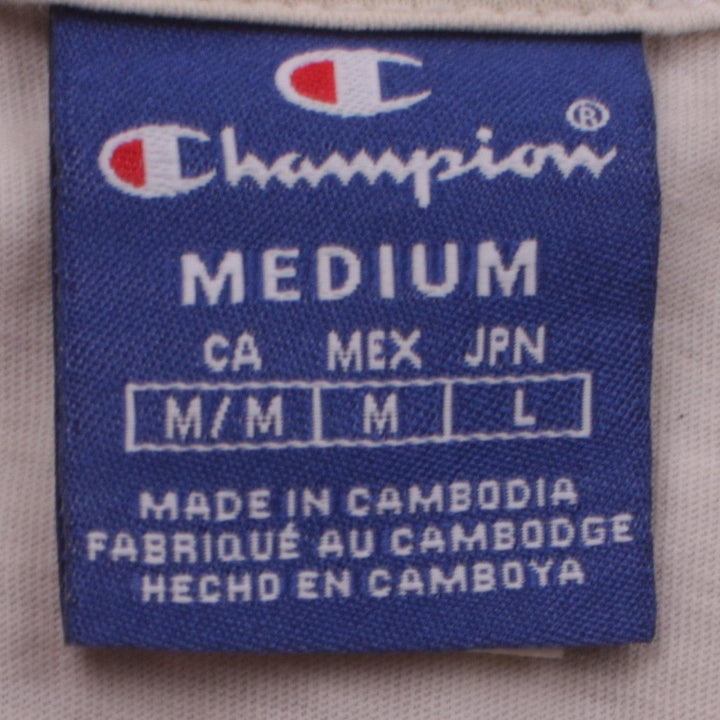 Champion®
MEDIUM
CA MEX JPN
M/M M L
MADE IN CAMBODIA
FABRIQUÉ AU CAMBODGE
HECHO EN CAMBOYA